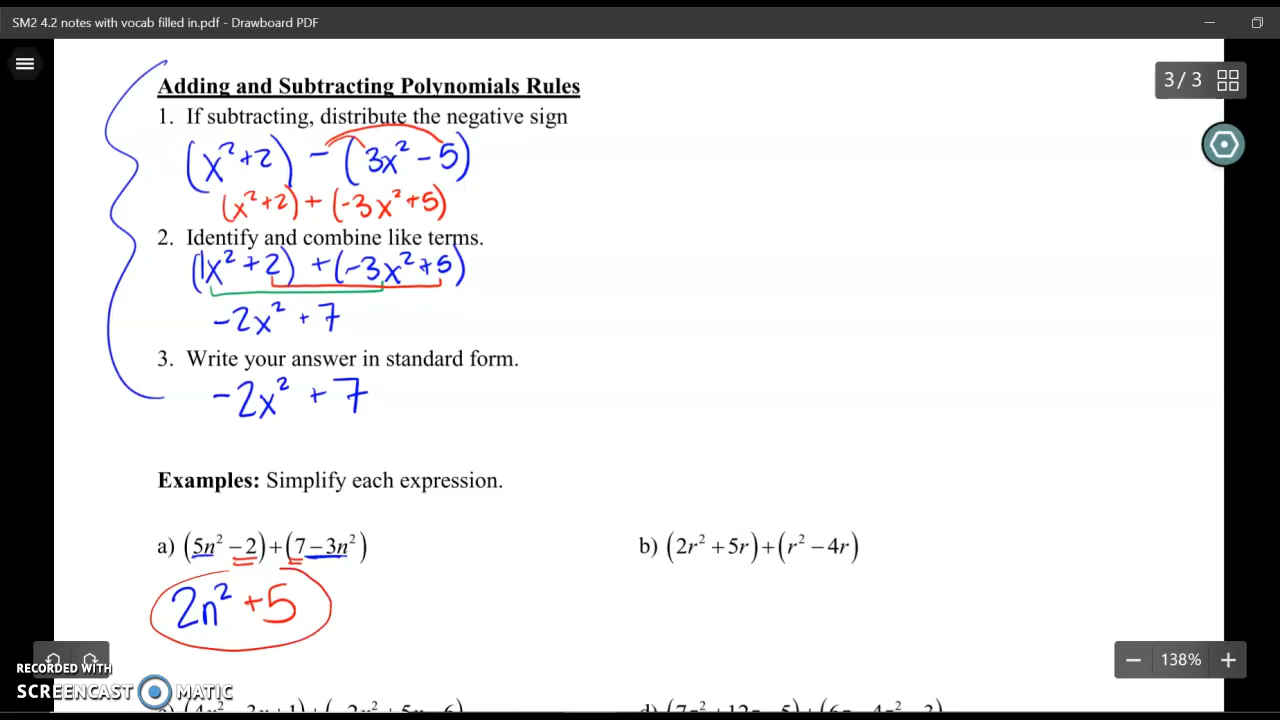 SM2 4.2 notes with vocab filled in.pdf - Drawboard PDF
3 / 3
Adding and Subtracting Polynomials Rules
1. If subtracting, distribute the negative sign
(x² + 2) - (3x² - 5)
(x² + 2) + (-3x² + 5)
2. Identify and combine like terms.
(1x² + 2) + (-3x² + 5)
-2x² + 7
3. Write your answer in standard form.
-2x² + 7
Examples: Simplify each expression.
a) (5n² - 2) + (7 - 3n²)
b) (2r² + 5r) + (r² - 4r)
2n² + 5
138%
RECORDED WITH
SCREENCAST MATIC